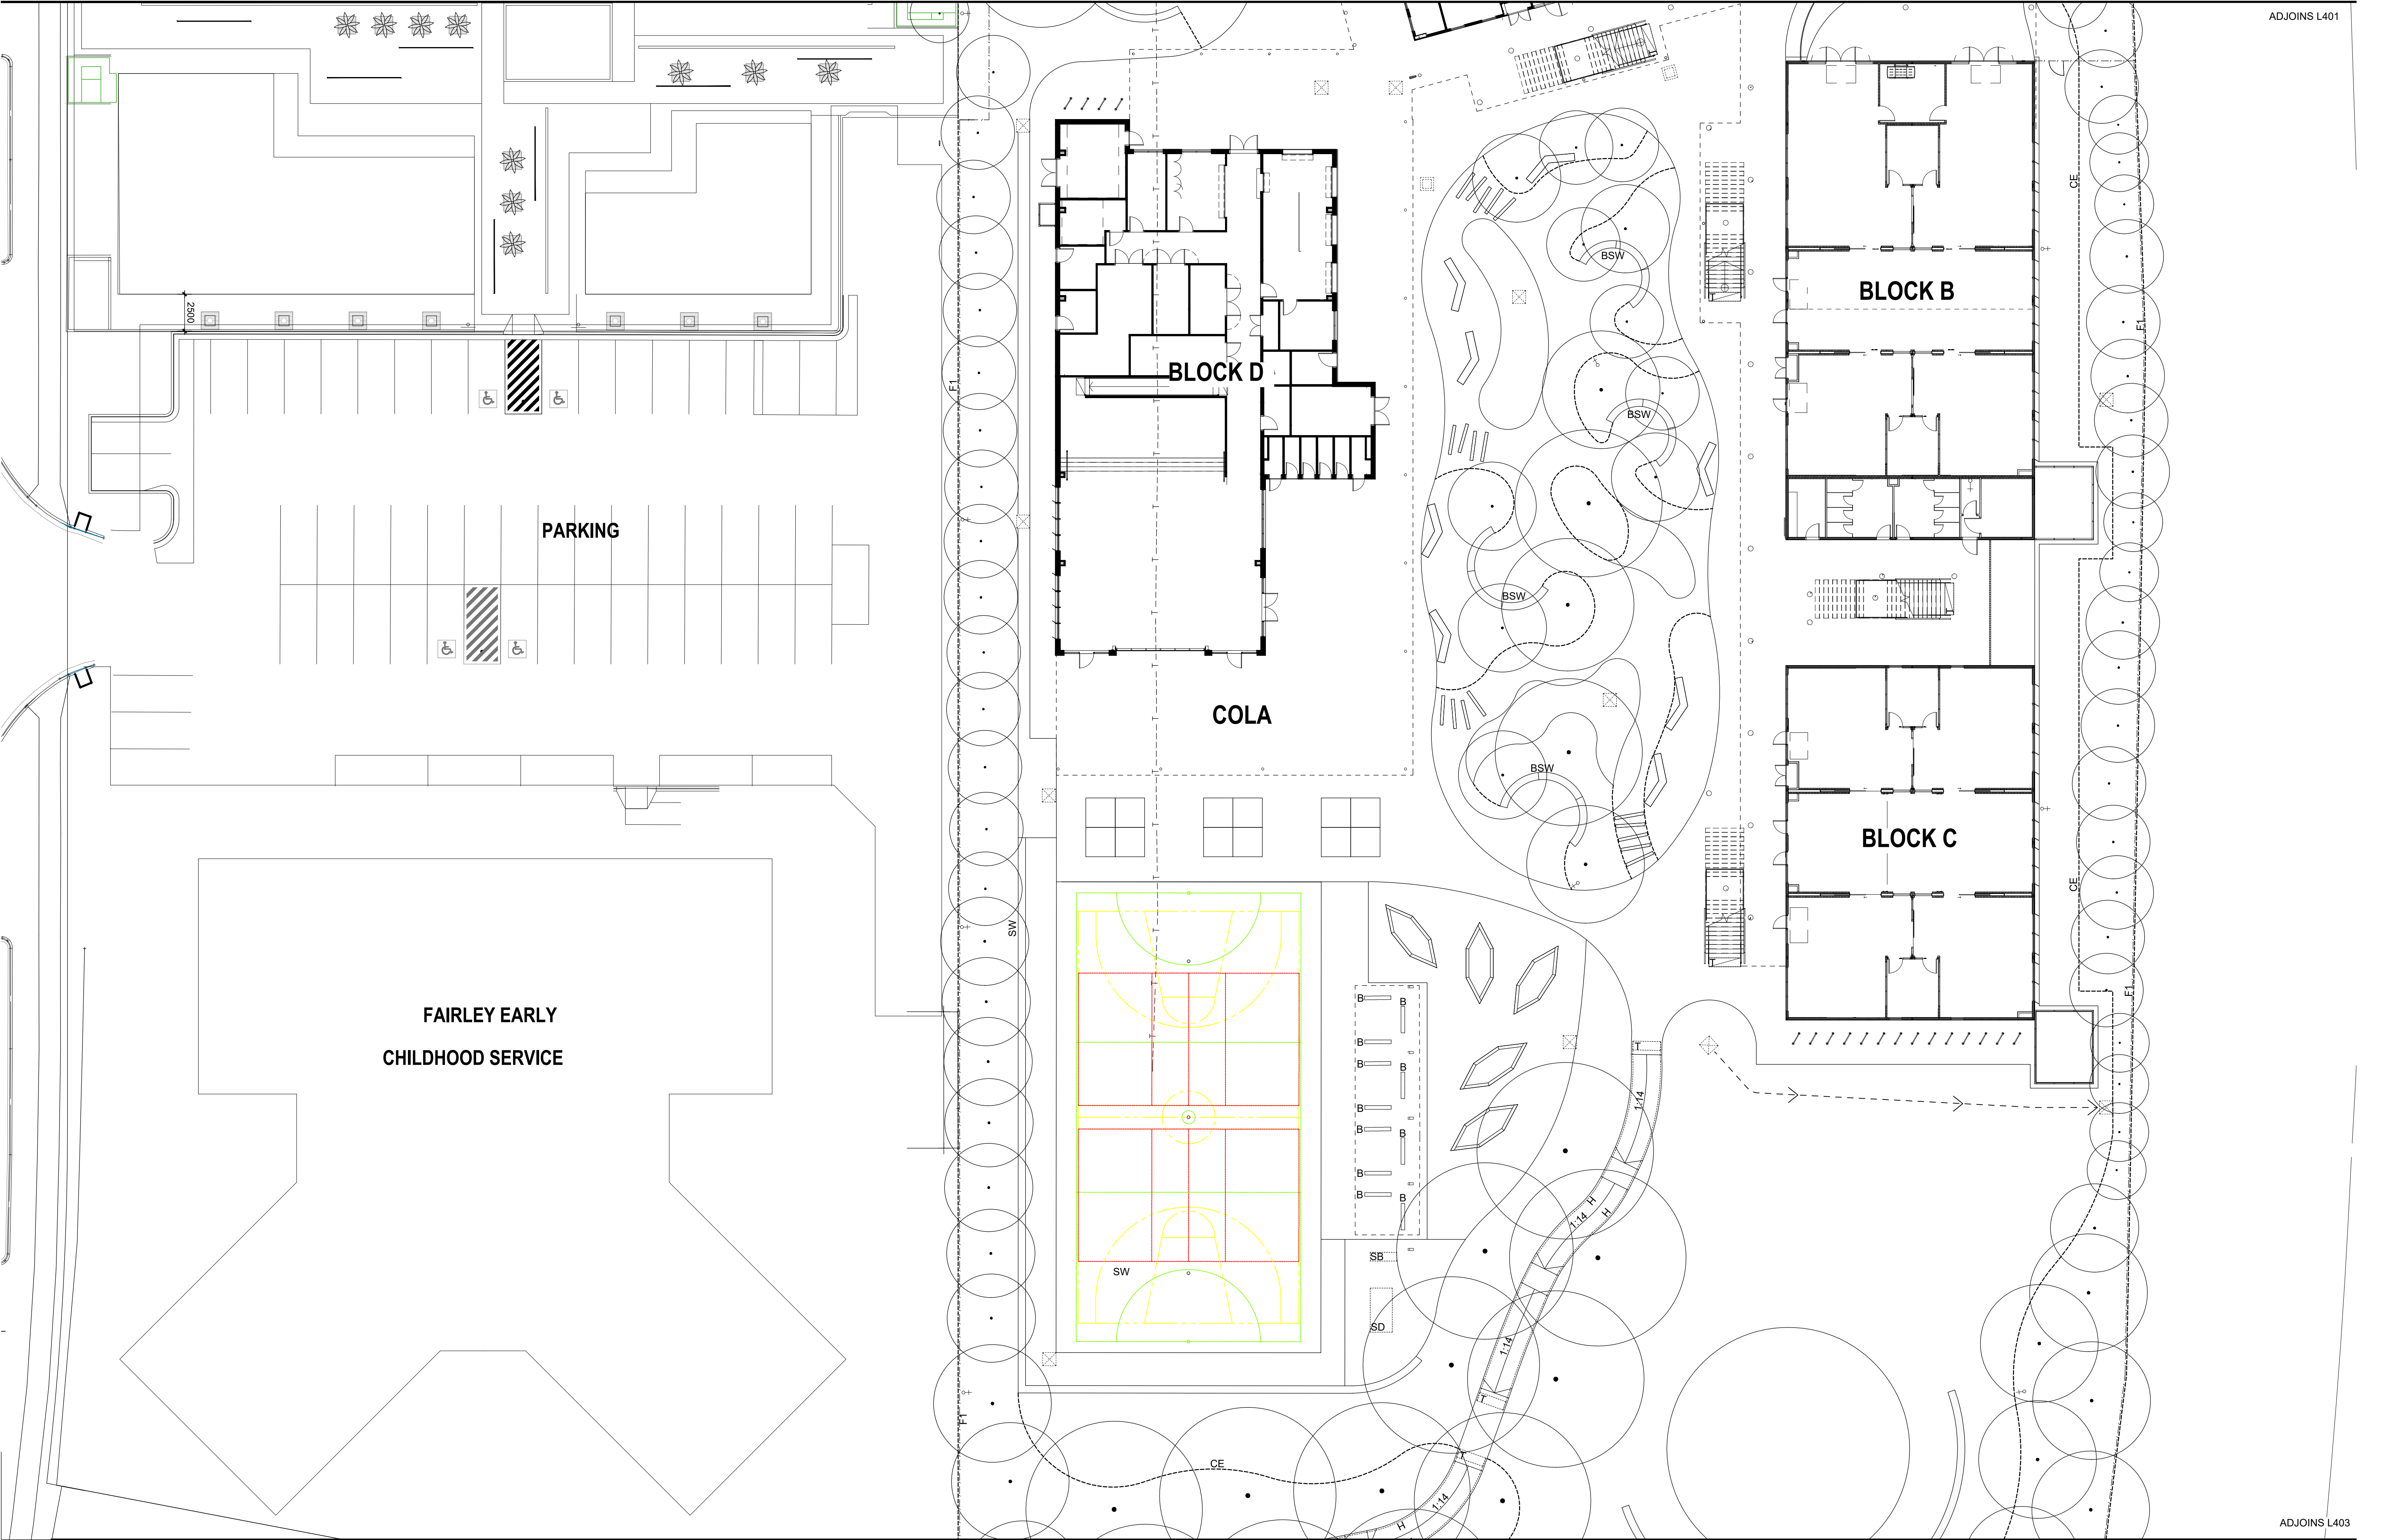 ADJOINS L401
CE
BSW
BLOCK B
2500
F1
BLOCK D
F1
BSW
PARKING
BSW
COLA
BSW
BLOCK C
T
T
CE
SW
FAIRLEY EARLY
CHILDHOOD SERVICE
F1
B
B
B
B
B
B
B
B
B
B
B
B
T
1:14
H
1:14
H
SB
SW
SD
1:14
T
F1
CE
T
1:14
H
ADJOINS L403